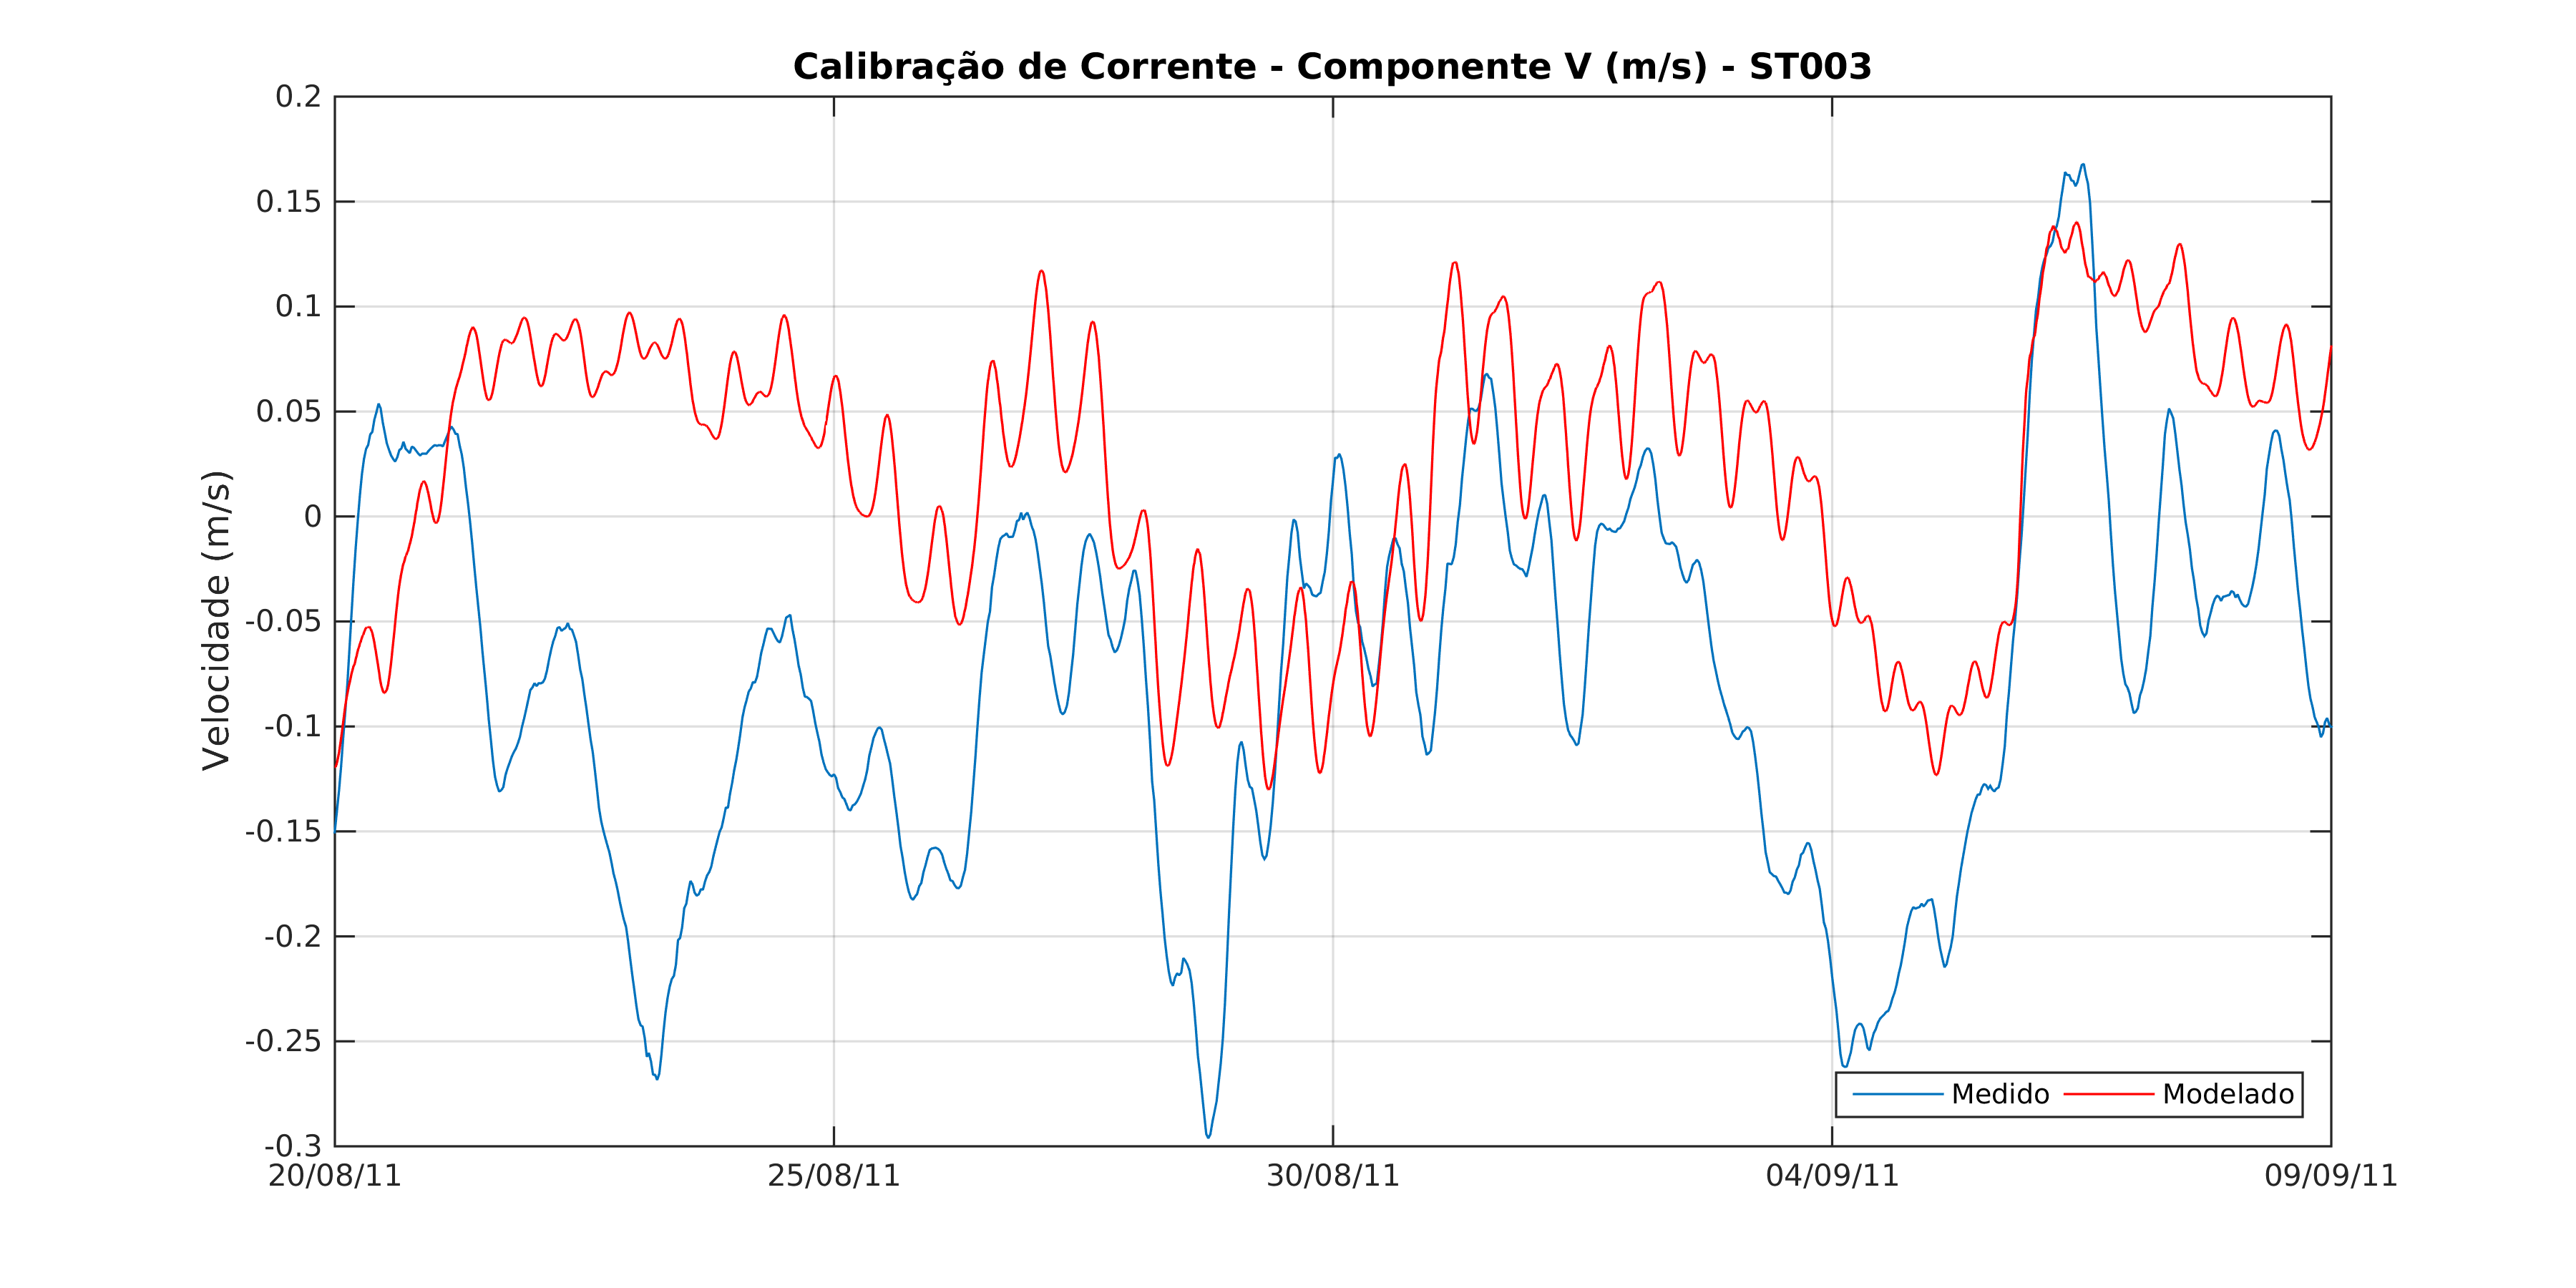 Calibração de Corrente - Componente V (m/s) - ST003
0.2
0.15
0.1
0.05
0
-0.05
-0.1
-0.15
-0.2
-0.25
-0.3
Velocidade (m/s)
20/08/11 25/08/11 30/08/11 04/09/11 09/09/11
Medido Modelado